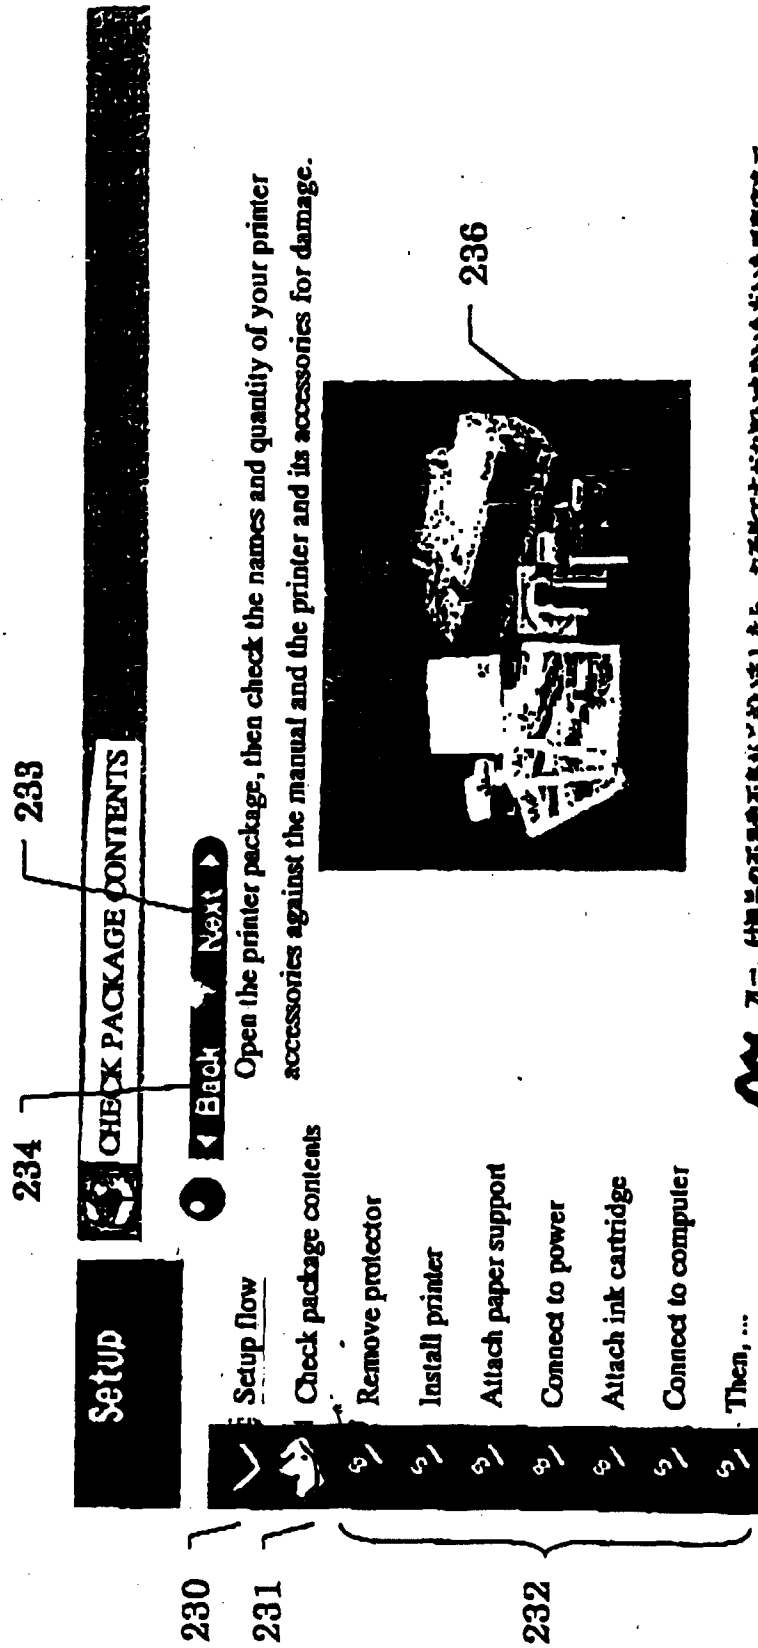 234
233
Setup
CHECK PACKAGE CONTENTS
Back Next
230
Setup flow
Open the printer package, then check the names and quantity of your printer
accessories against the manual and the printer and its accessories for damage.
231
Check package contents
232
Remove protector
Install printer
Attach paper support
Connect to power
Attach ink cartridge
Connect to computer
Then, ...
236